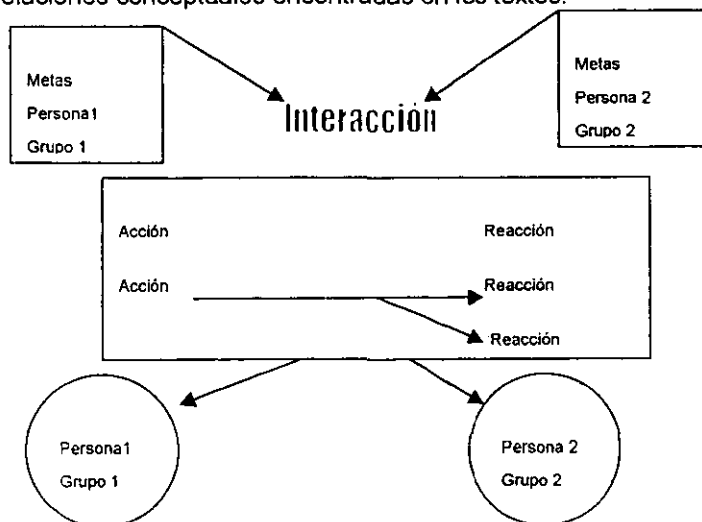 conceptuales encontradas en los textos.
Metas
Persona1
Grupo 1
Interacción
Metas
Persona 2
Grupo 2
Acción
Reacción
Acción
Reacción
Reacción
Persona1
Grupo 1
Persona 2
Grupo 2